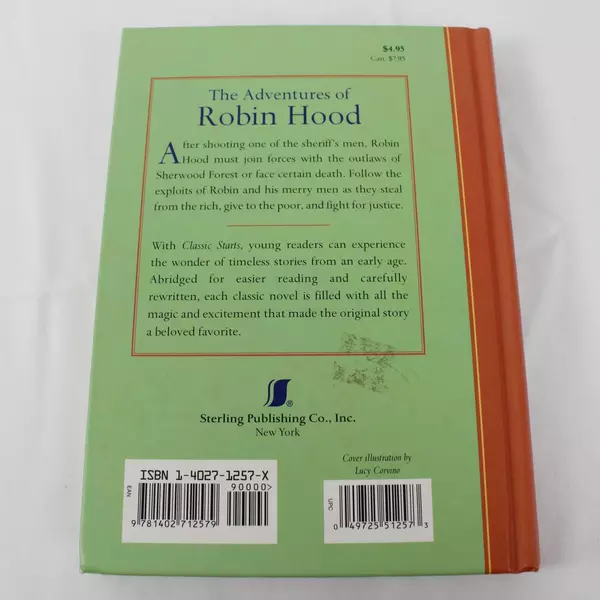 $4.95
Can. $7.95
The Adventures of
Robin Hood
After shooting one of the sheriff's men, Robin
Hood must join forces with the outlaws of
Sherwood Forest or face certain death. Follow the
exploits of Robin and his merry men as they steal
from the rich, give to the poor, and fight for justice.
With Classic Starts, young readers can experience
the wonder of timeless stories from an early age.
Abridged for easier reading and carefully
rewritten, each classic novel is filled with all the
magic and excitement that made the original story
a beloved favorite.
®
Sterling Publishing Co., Inc.
New York
Cover illustration by
Lucy Corvino
ISBN 1-4027-1257-X
90000>
EAN
9 781402 712579
UPC
0 49725 51257 3